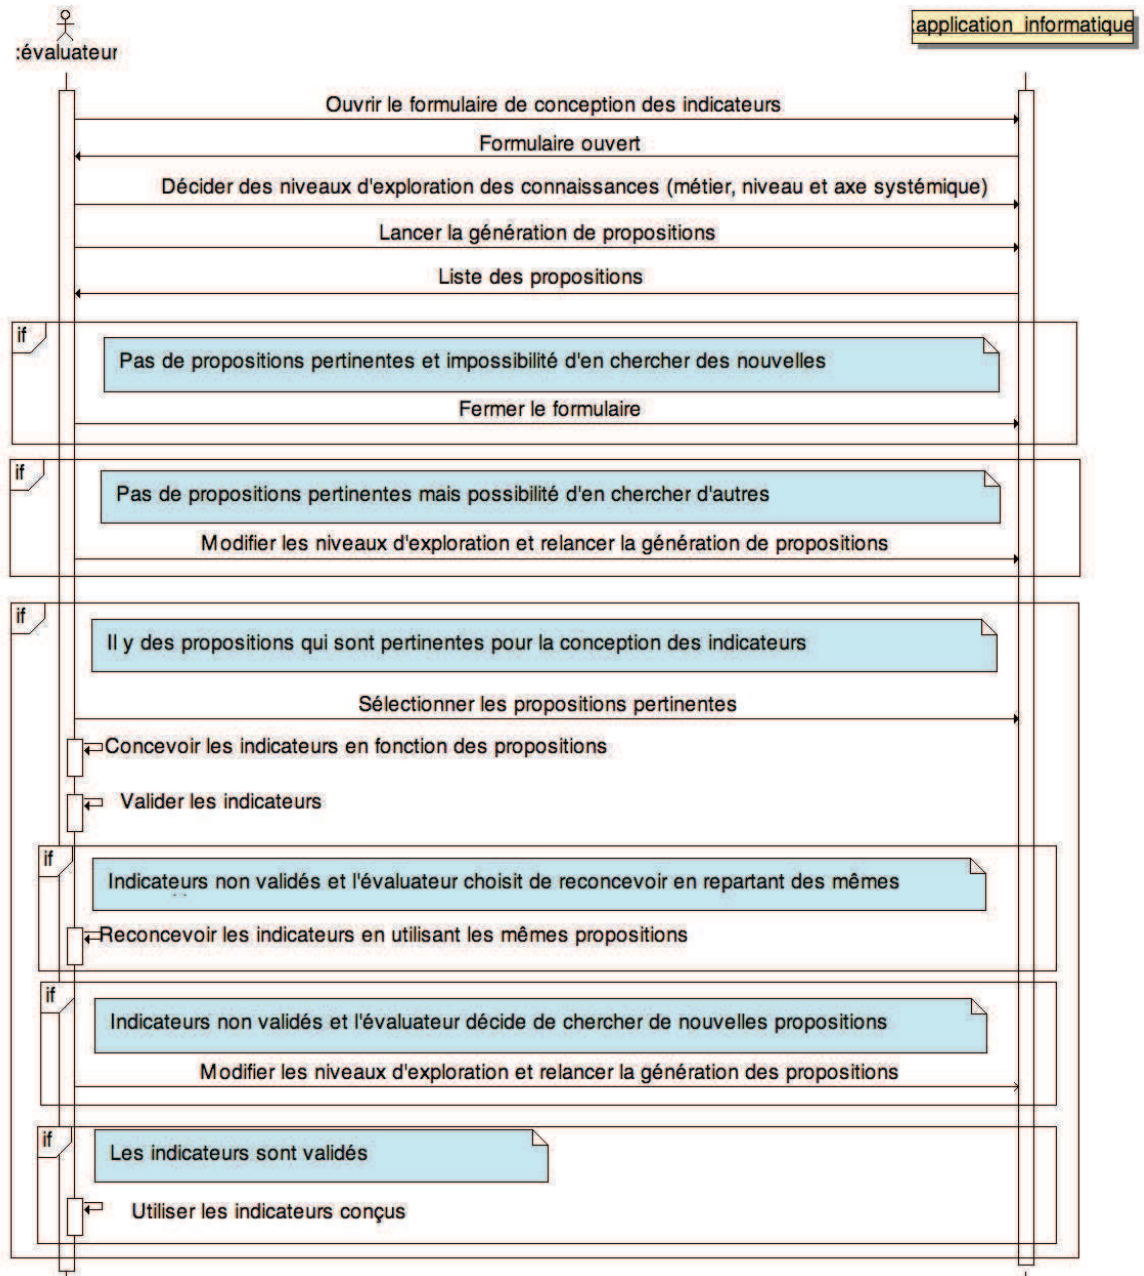 :évaluateur
:application_informatique
Ouvrir le formulaire de conception des indicateurs
Formulaire ouvert
Décider des niveaux d'exploration des connaissances (métier, niveau et axe systémique)
Lancer la génération de propositions
Liste des propositions
if
Pas de propositions pertinentes et impossibilité d'en chercher des nouvelles
Fermer le formulaire
if
Pas de propositions pertinentes mais possibilité d'en chercher d'autres
Modifier les niveaux d'exploration et relancer la génération de propositions
if
Il y des propositions qui sont pertinentes pour la conception des indicateurs
Sélectionner les propositions pertinentes
Concevoir les indicateurs en fonction des propositions
Valider les indicateurs
if
Indicateurs non validés et l'évaluateur choisit de reconcevoir en repartant des mêmes
Reconcevoir les indicateurs en utilisant les mêmes propositions
if
Indicateurs non validés et l'évaluateur décide de chercher de nouvelles propositions
Modifier les niveaux d'exploration et relancer la génération des propositions
if
Les indicateurs sont validés
Utiliser les indicateurs conçus